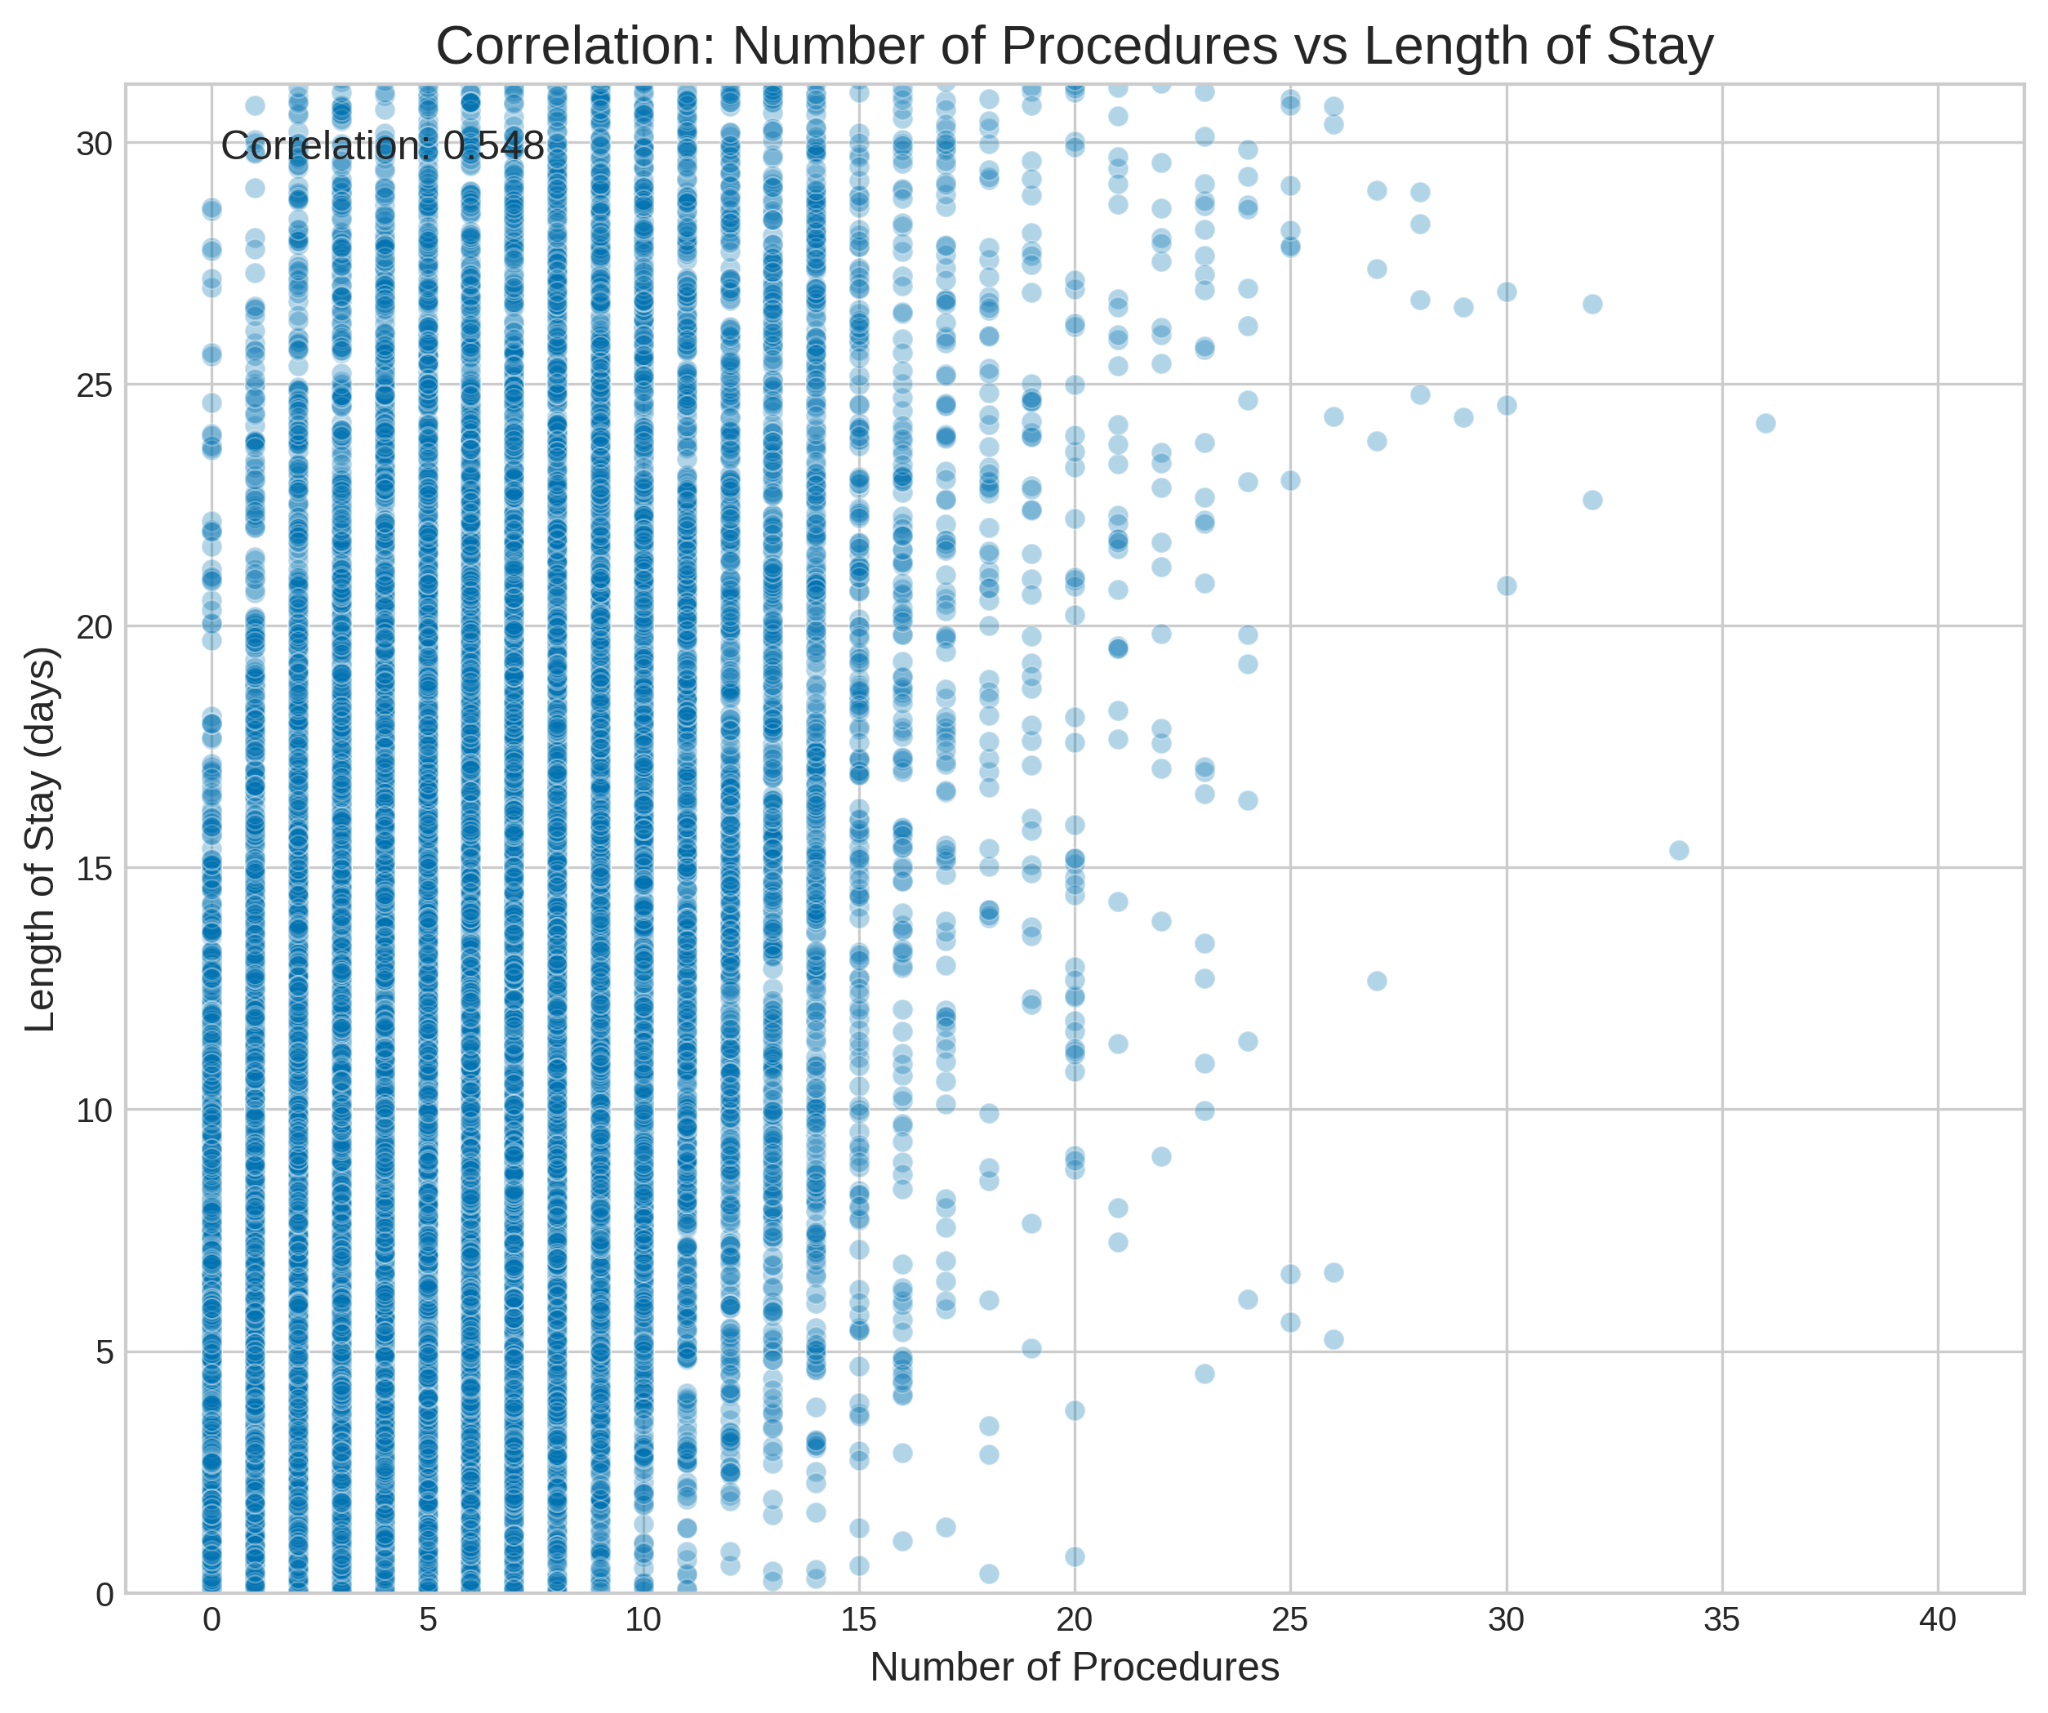 Correlation: Number of Procedures vs Length of Stay
Correlation: 0.548
30
25
20
15
10
5
0
Length of Stay (days)
0 5 10 15 20 25 30 35 40
Number of Procedures